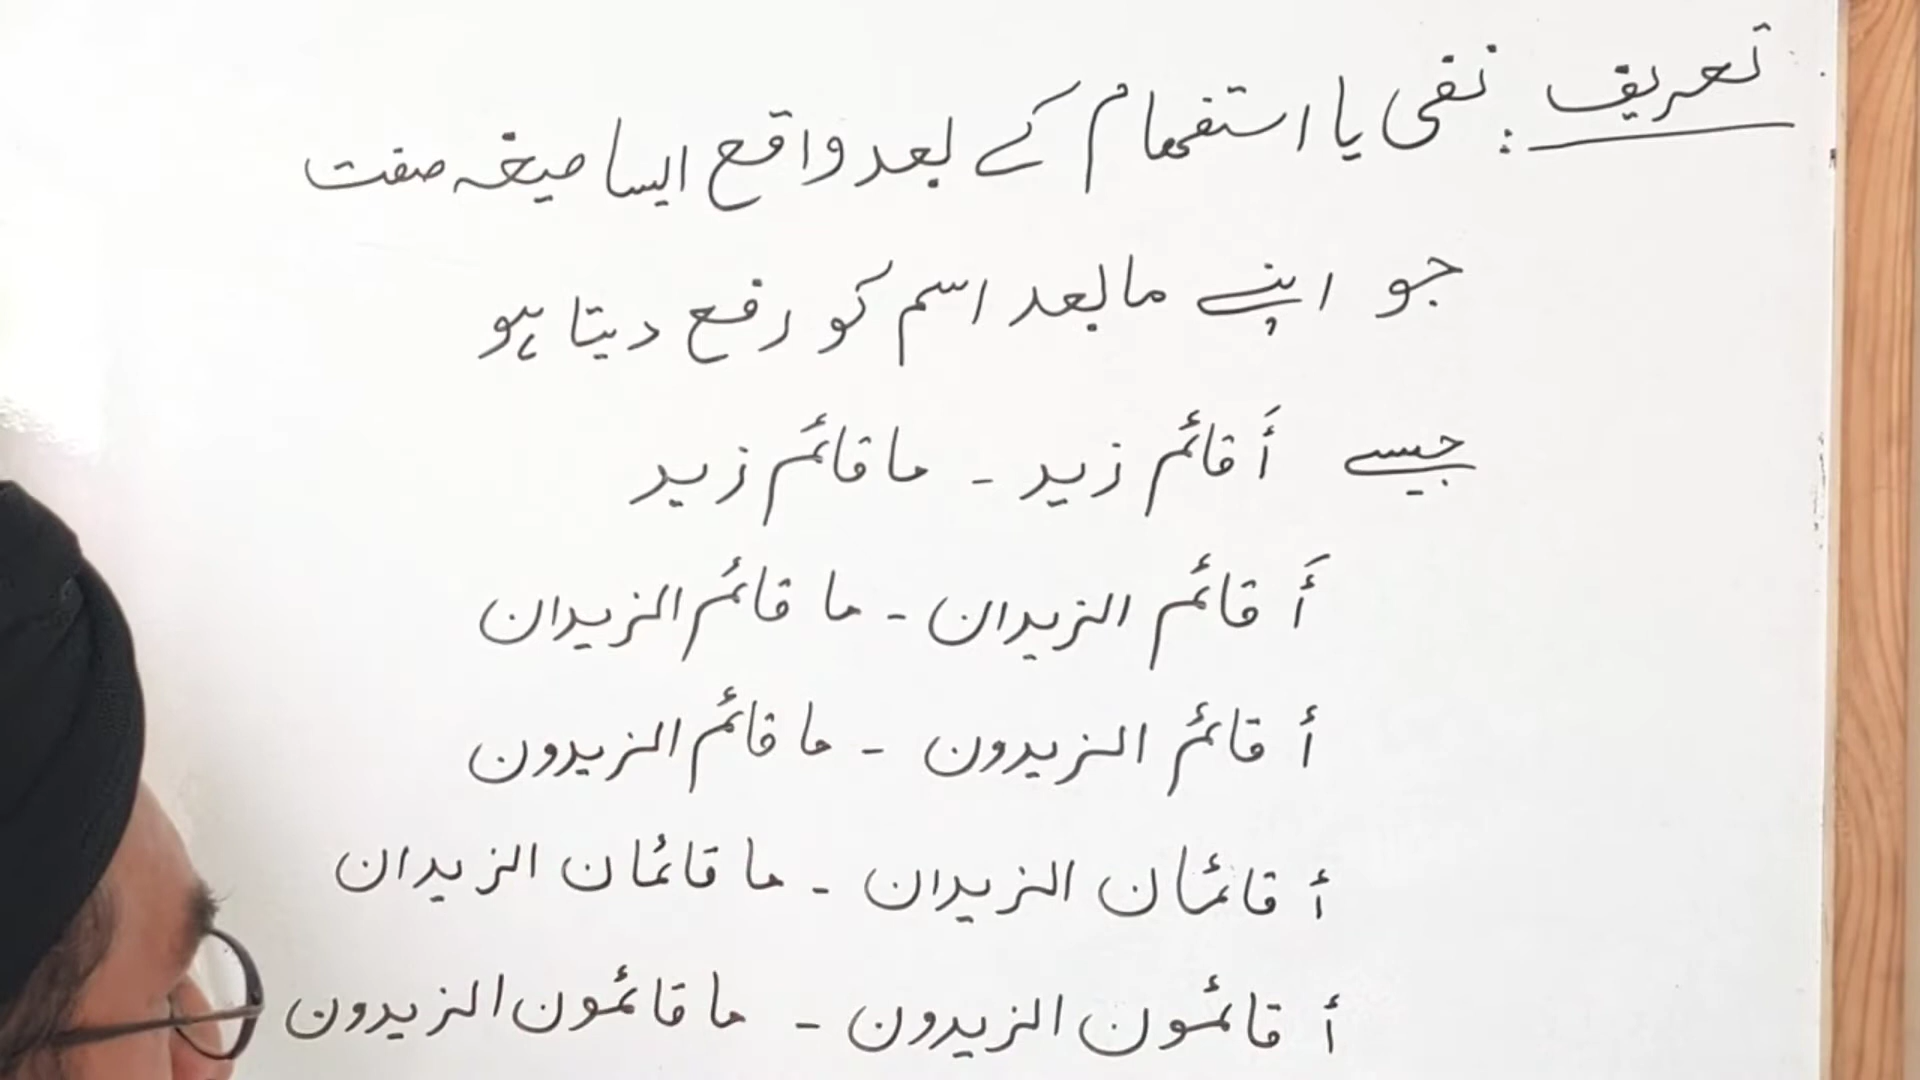 تعریف : نفی یا استفھام کے بعد واقع ایسا صیغہ صفت
جو اپنے مابعد اسم کو رفع دیتا ہو
جیسے أَ قائم زید - ما قائم زید
أَ قائم الزیدان - ما قائم الزیدان
أ قائم الزیدون - ما قائم الزیدون
أ قائمان الزیدان - ما قائمان الزیدان
أ قائمون الزیدون - ما قائمون الزیدون